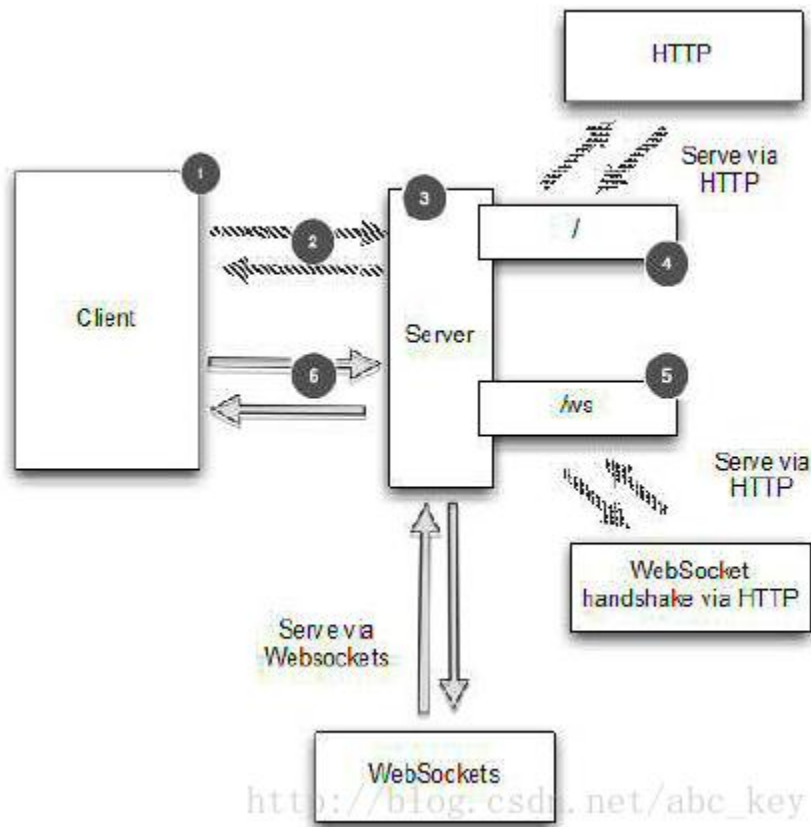 HTTP
Serve via
HTTP
1
3
/
2
4
Client
Server
6
5
/ws
Serve via
HTTP
WebSocket
handshake via HTTP
Serve via
Websockets
WebSockets
http://blog.csdn.net/abc_key